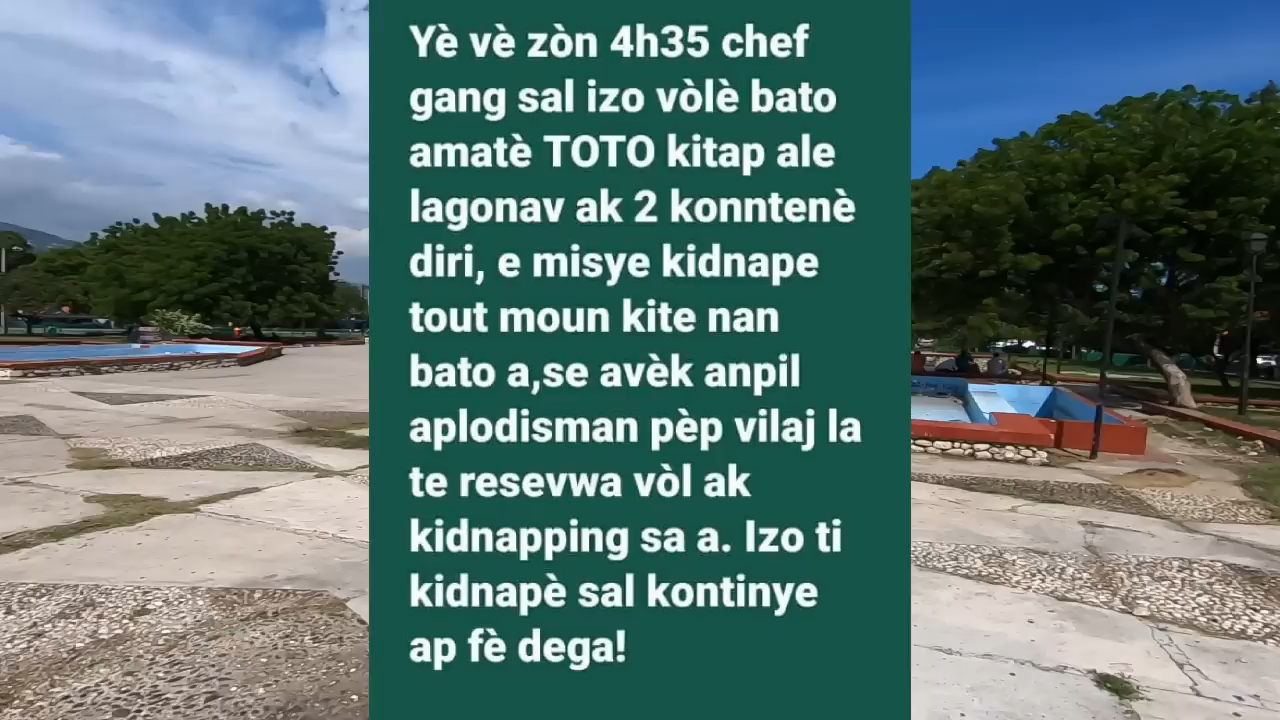 Yè vè zòn 4h35 chef
gang sal izo vòlè bato
amatè TOTO kitap ale
lagonav ak 2 konntenè
diri, e misye kidnape
tout moun kite nan
bato a,se avèk anpil
aplodisman pèp vilaj la
te resevwa vòl ak
kidnapping sa a. Izo ti
kidnapè sal kontinye
ap fè dega!